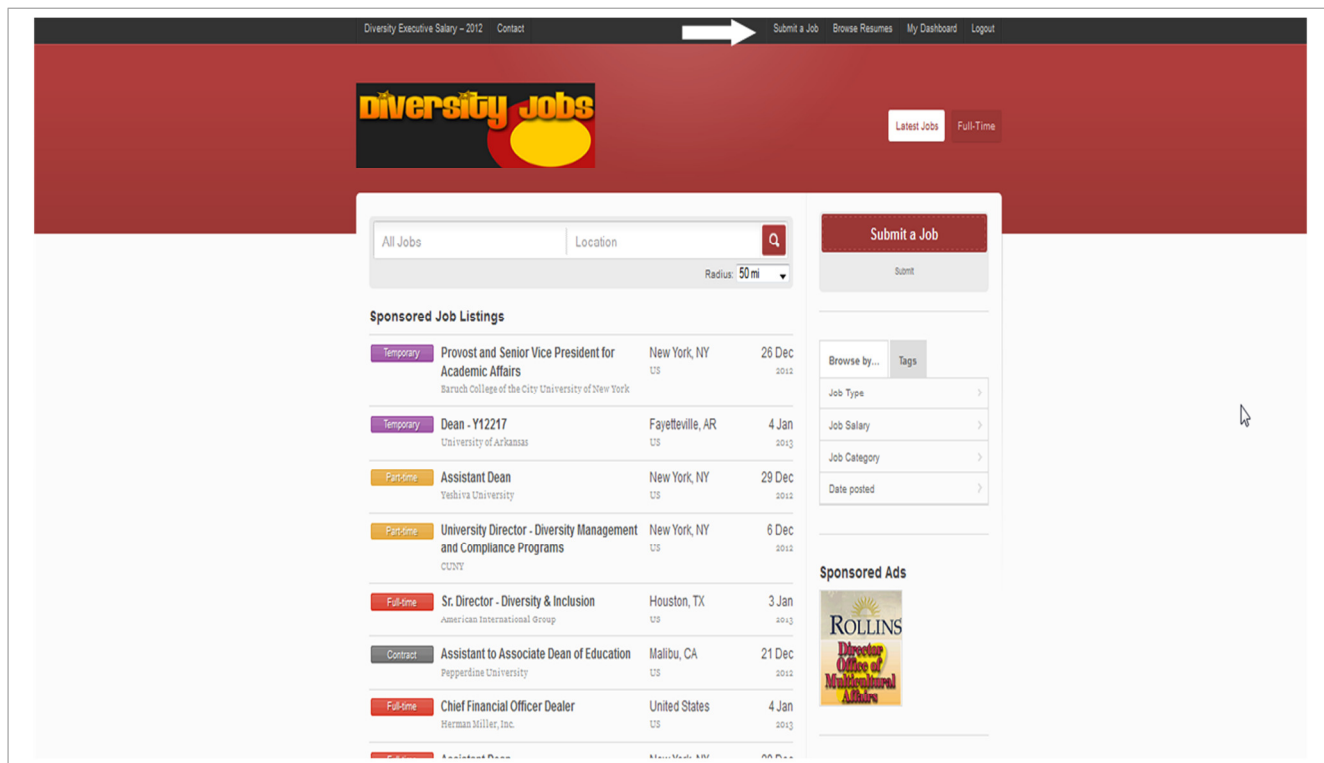 Diversity Executive Salary – 2012 Contact Submit a Job Browse Resumes My Dashboard Logout
Diversity Jobs
Latest Jobs Full-Time
All Jobs Location
Radius: 50 mi
Submit a Job
Submit
Sponsored Job Listings
Temporary Provost and Senior Vice President for New York, NY 26 Dec
Academic Affairs US 2012
Baruch College of the City University of New York
Temporary Dean - Y12217 Fayetteville, AR 4 Jan
University of Arkansas US 2013
Part-time Assistant Dean New York, NY 29 Dec
Yeshiva University US 2012
Part-time University Director - Diversity Management New York, NY 6 Dec
and Compliance Programs US 2012
CUNY
Full-time Sr. Director - Diversity & Inclusion Houston, TX 3 Jan
American International Group US 2013
Contract Assistant to Associate Dean of Education Malibu, CA 21 Dec
Pepperdine University US 2012
Full-time Chief Financial Officer Dealer United States 4 Jan
Herman Miller, Inc. US 2013
Browse by... Tags
Job Type
Job Salary
Job Category
Date posted
Sponsored Ads
ROLLINS
Director
Office of
Multicultural
Affairs